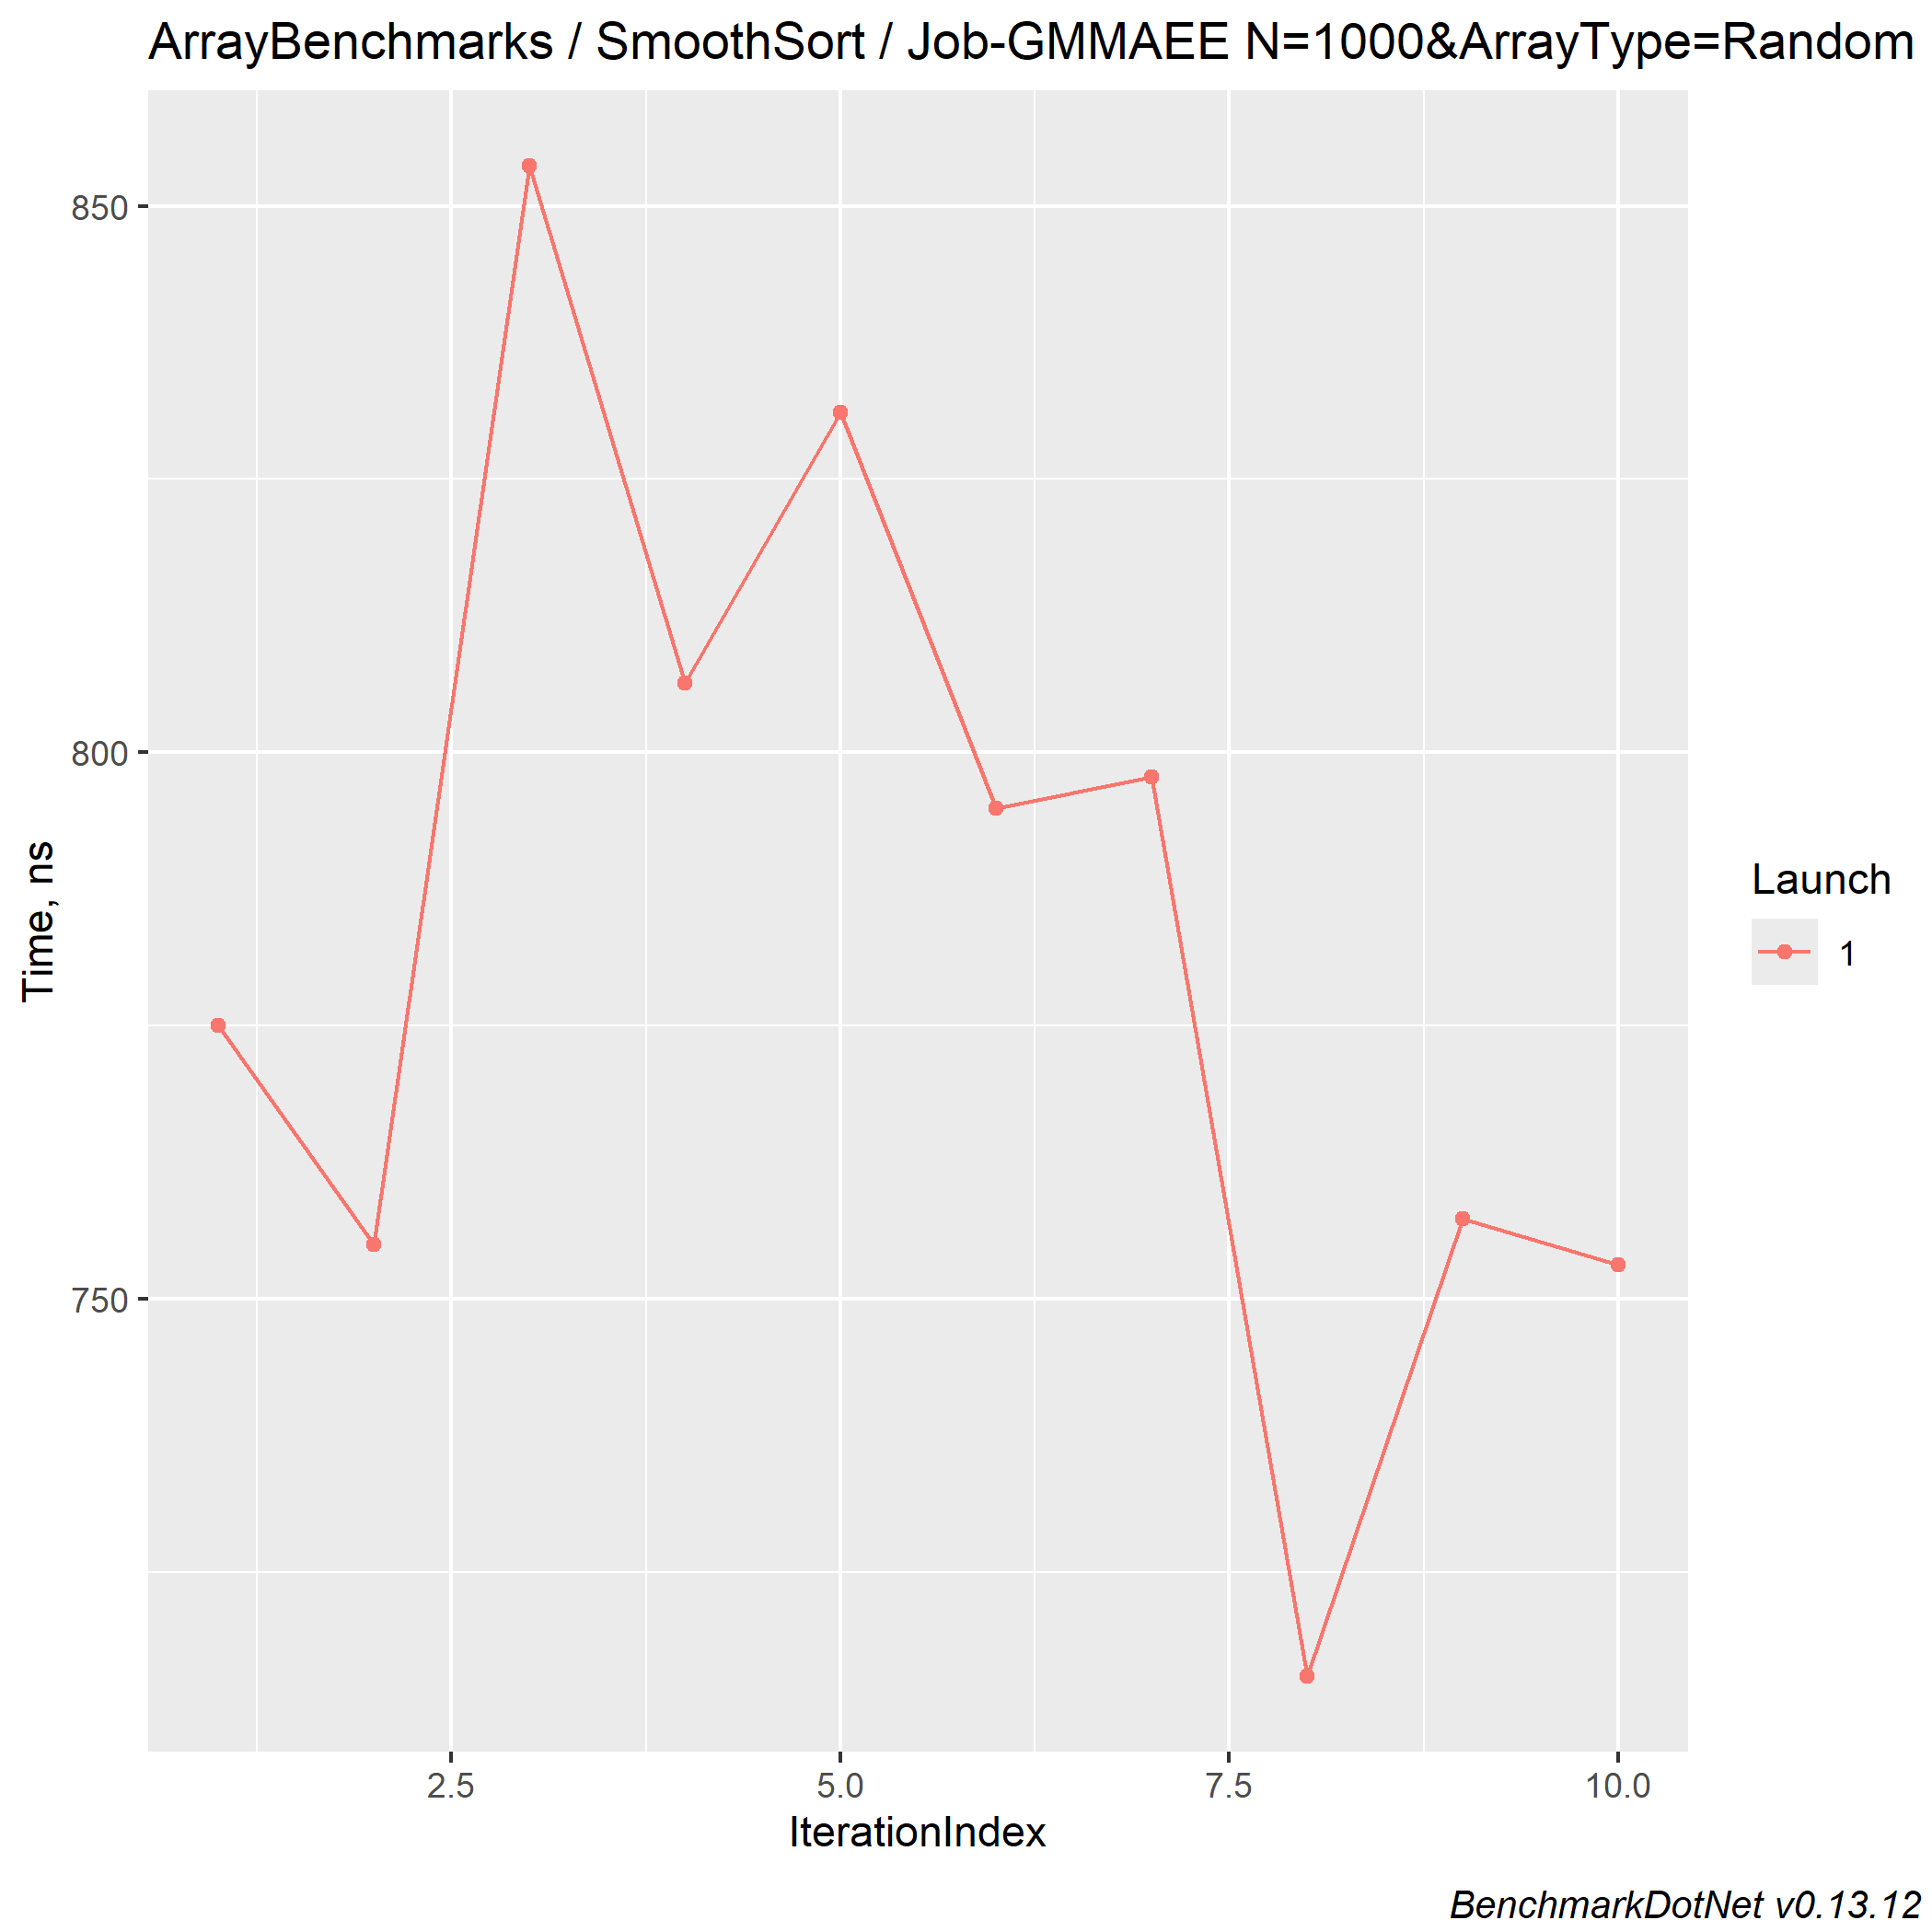 ArrayBenchmarks / SmoothSort / Job-GMMAEE N=1000&ArrayType=Random
850
800
750
Time, ns
2.5
5.0
7.5
10.0
IterationIndex
Launch
1
BenchmarkDotNet v0.13.12